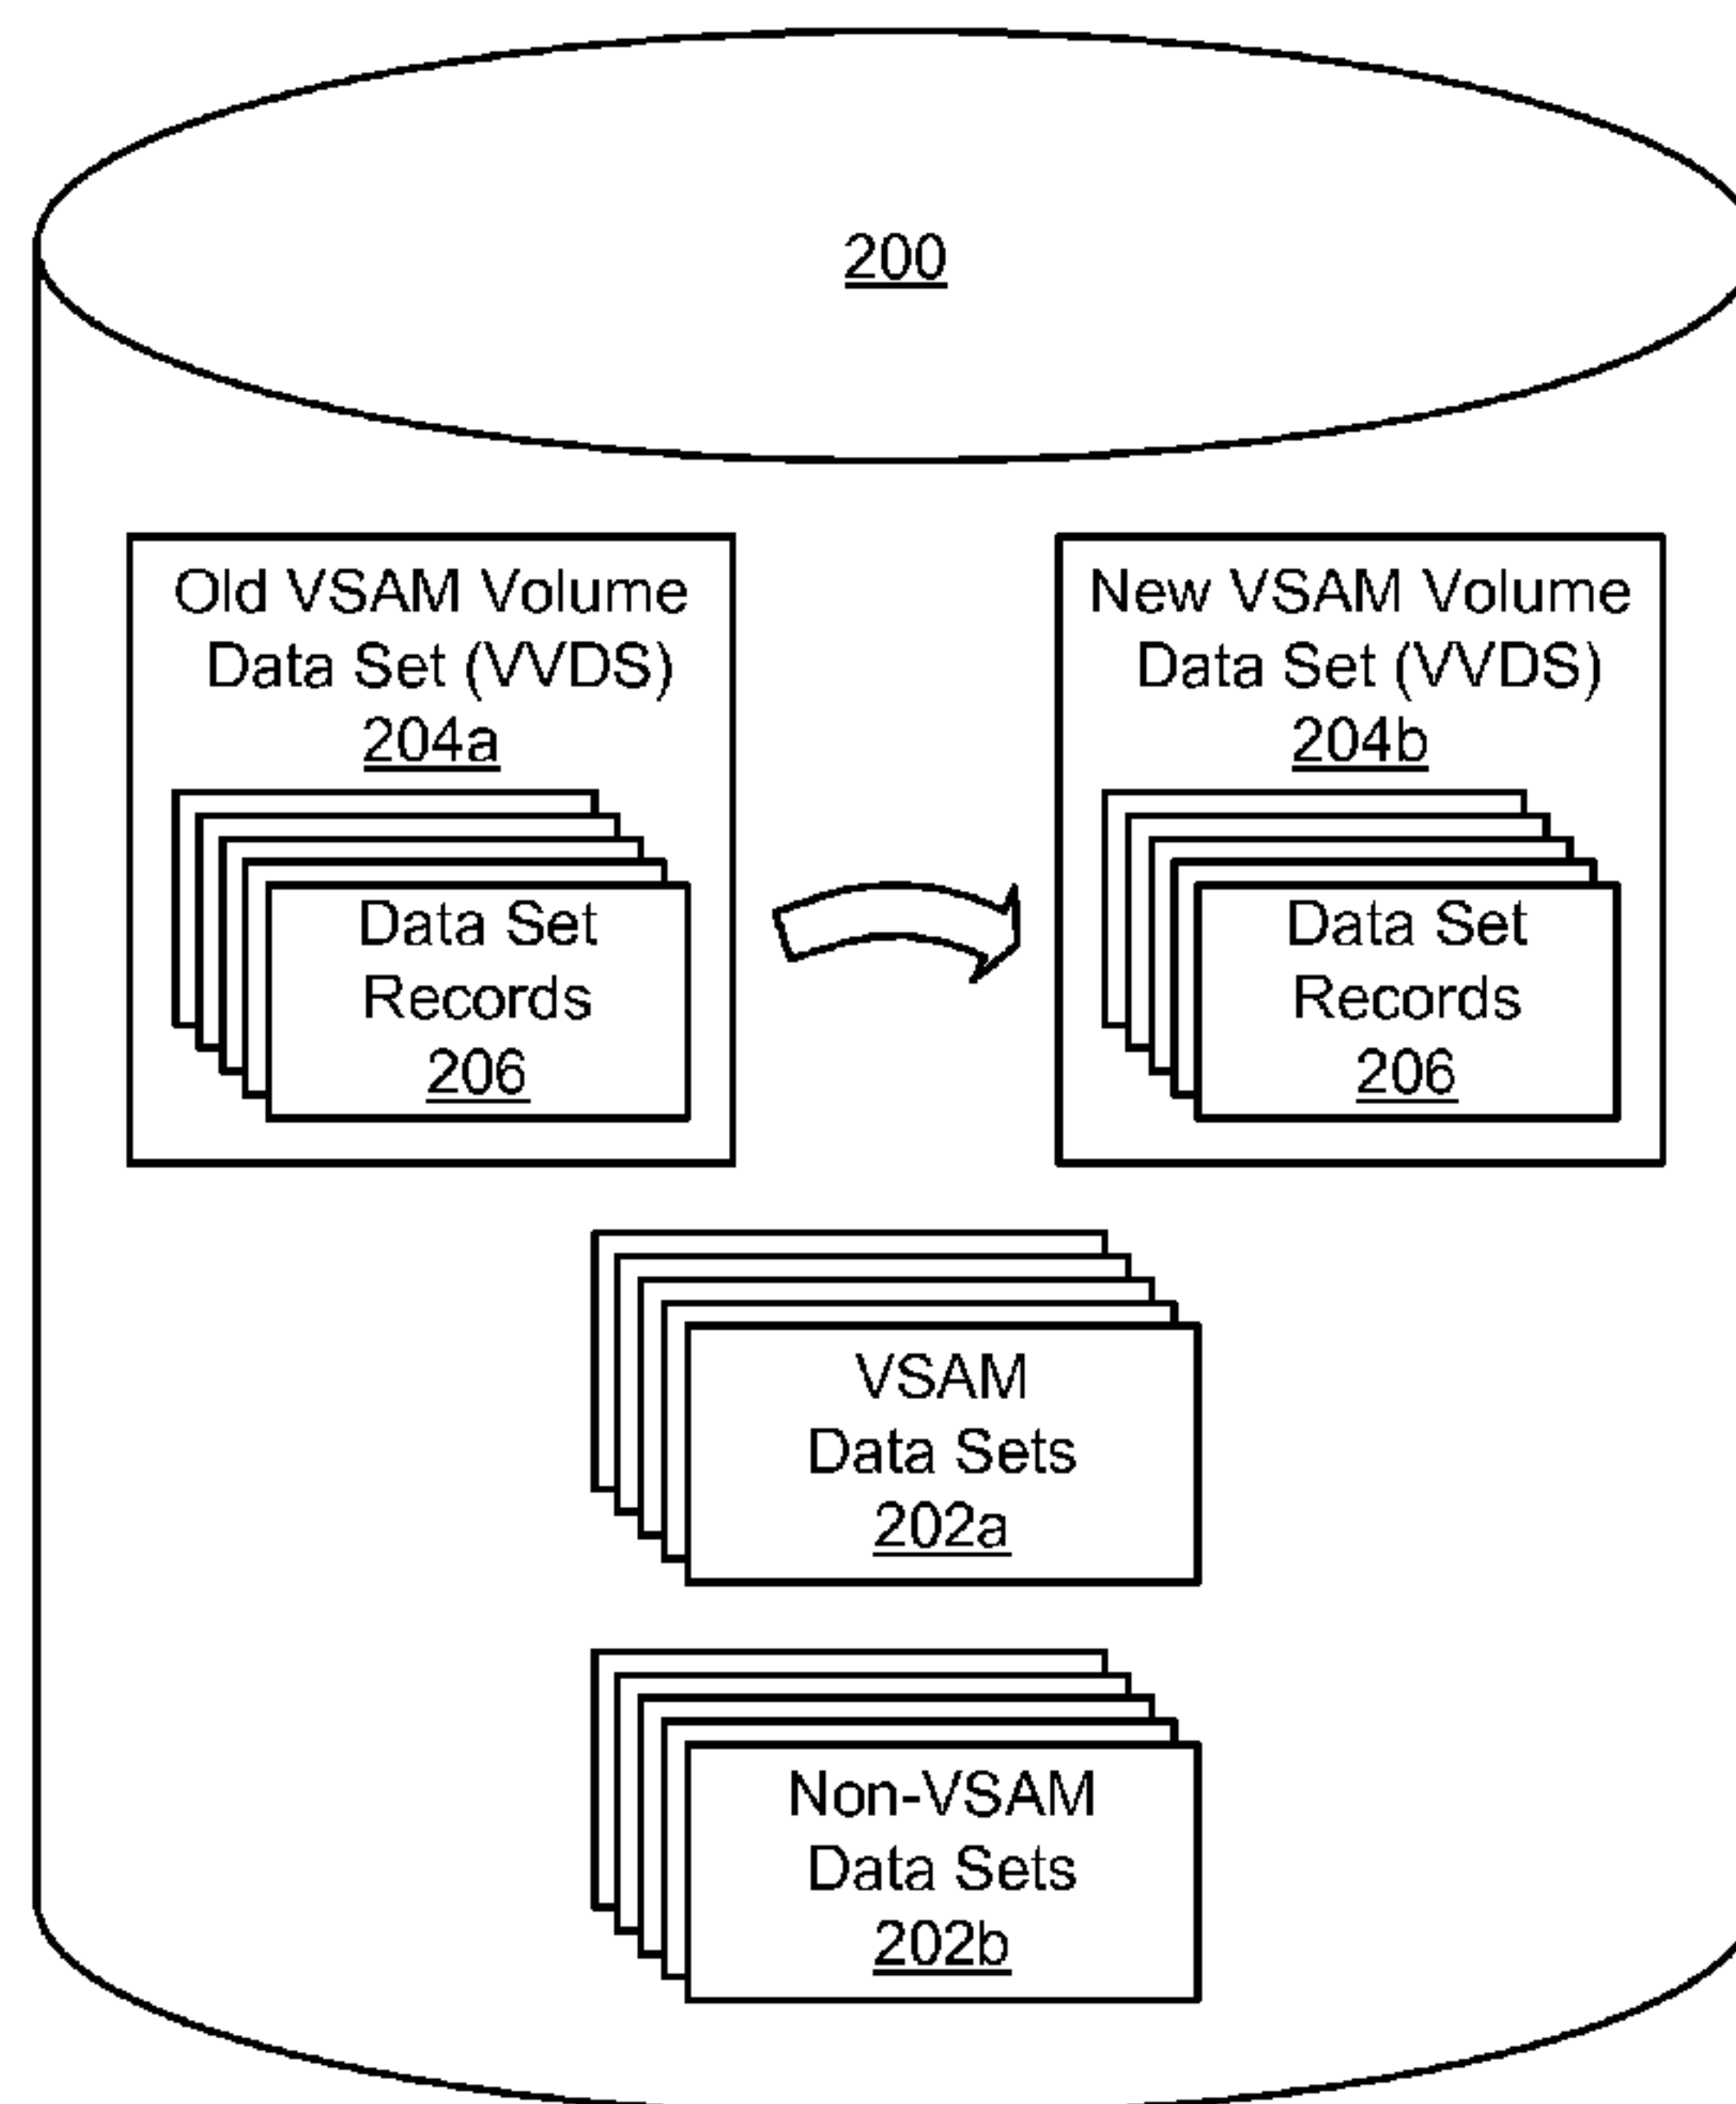 200
Old VSAM Volume
Data Set (VVDS)
204a
Data Set
Records
206
New VSAM Volume
Data Set (VVDS)
204b
Data Set
Records
206
VSAM
Data Sets
202a
Non-VSAM
Data Sets
202b